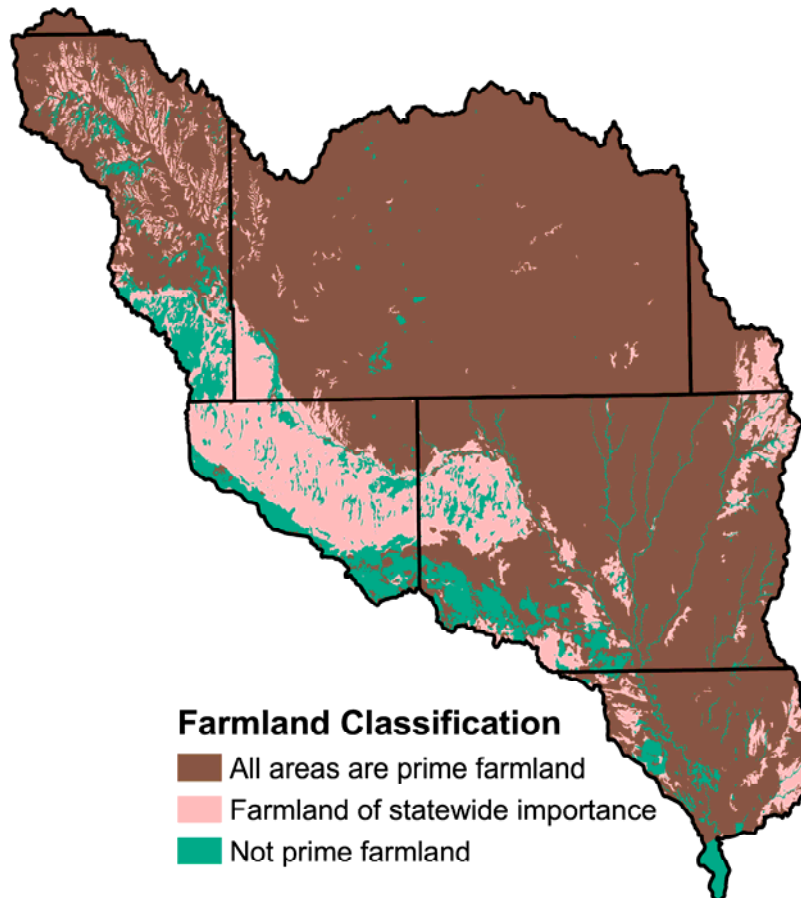 Farmland Classification
All areas are prime farmland
Farmland of statewide importance
Not prime farmland